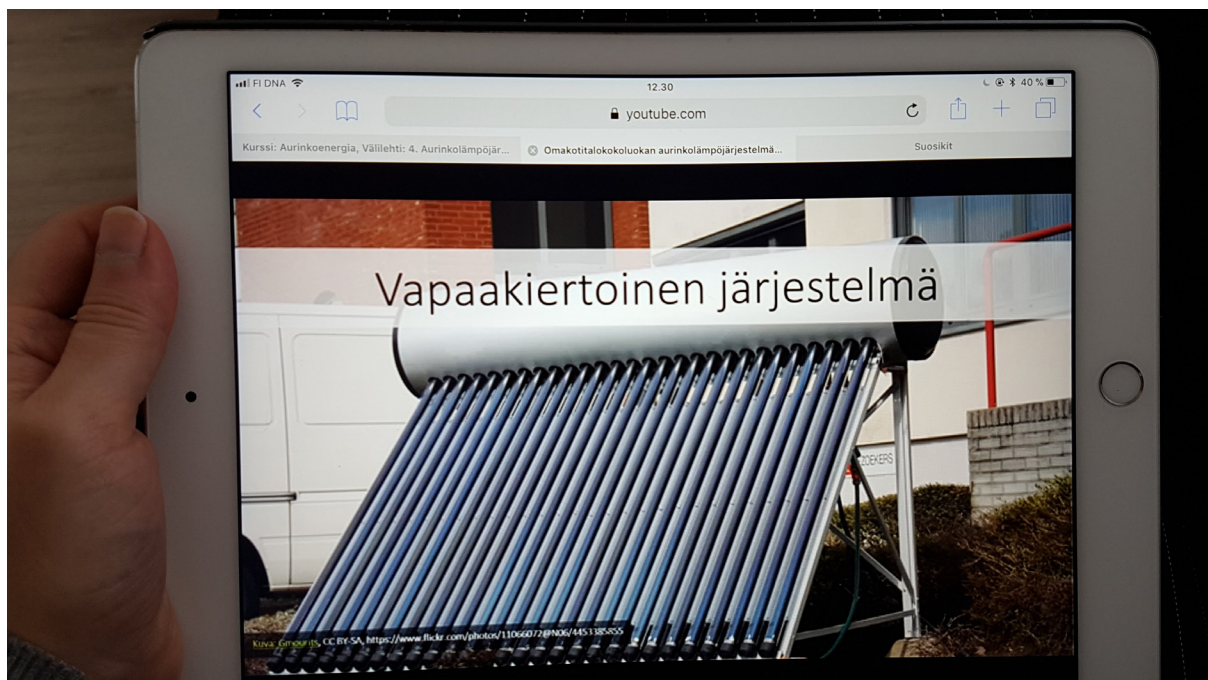 FI DNA
12.30
40 %
youtube.com
Kurssi: Aurinkoenergia, Välilehti: 4. Aurinkolämpöjär...
Omakotitalokokoluokan aurinkolämpöjärjestelmä...
Suosikit
Vapaakiertoinen järjestelmä
ZOEKERS
Kuva: Gmourits, CC BY-SA, https://www.flickr.com/photos/11066072@N06/4453385855